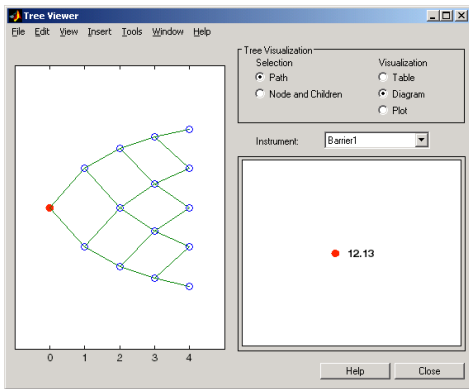 Tree Viewer
File Edit View Insert Tools Window Help
Tree Visualization
Selection
Visualization
Path
Table
Node and Children
Diagram
Plot
Instrument:
Barrier1
12.13
0 1 2 3 4
Help
Close